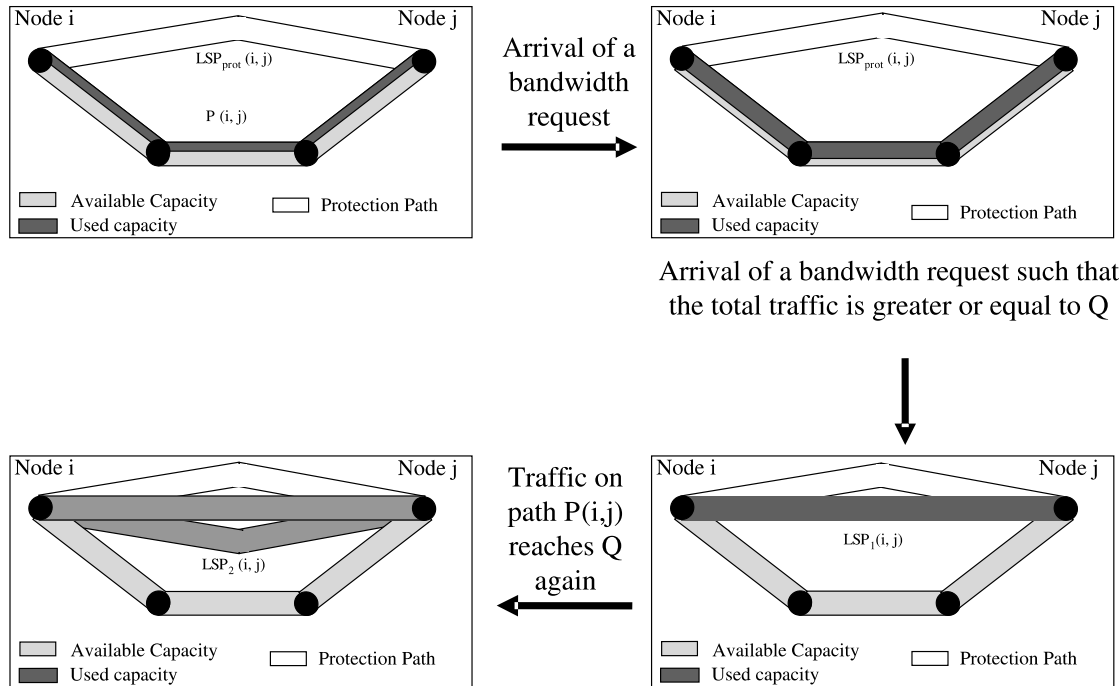 Node i
Node j
LSPprot (i, j)
P (i, j)
Available Capacity
Used capacity
Protection Path
Arrival of a
bandwidth
request
Node i
Node j
LSPprot (i, j)
Available Capacity
Used capacity
Protection Path
Arrival of a bandwidth request such that
the total traffic is greater or equal to Q
Node i
Node j
LSP1(i, j)
Available Capacity
Used capacity
Protection Path
Traffic on
path P(i,j)
reaches Q
again
Node i
Node j
LSP2 (i, j)
Available Capacity
Used capacity
Protection Path